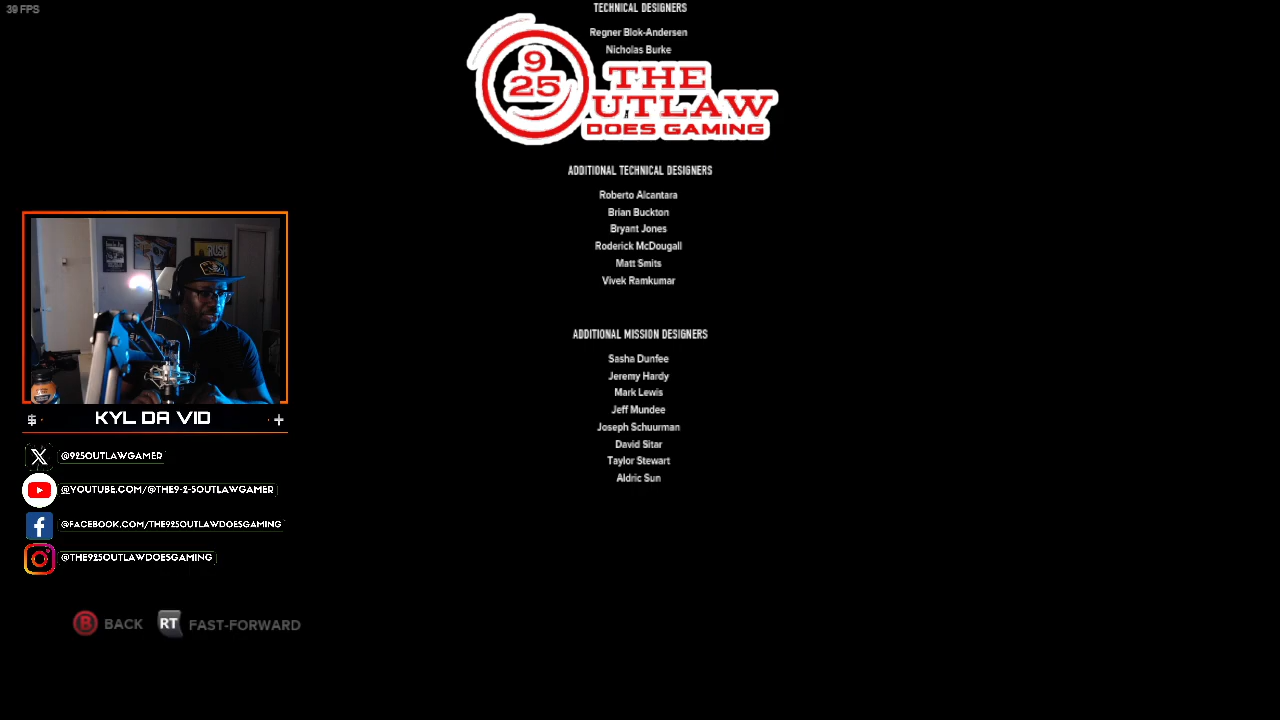 39 FPS
TECHNICAL DESIGNERS
Regner Blok-Andersen
Nicholas Burke
9
25
THE
OUTLAW
DOES GAMING
ADDITIONAL TECHNICAL DESIGNERS
Roberto Alcantara
Brian Buckton
Bryant Jones
Roderick McDougall
Matt Smits
Vivek Ramkumar
ADDITIONAL MISSION DESIGNERS
Sasha Dunfee
Jeremy Hardy
Mark Lewis
Jeff Mundee
Joseph Schuurman
David Sitar
Taylor Stewart
Aldric Sun
RUSH
$ KYL DA VID +
X @925OUTLAWGAMER
@YOUTUBE.COM/@THE9-2-5OUTLAWGAMER
f @FACEBOOK.COM/THE925OUTLAWDOESGAMING
@THE925OUTLAWDOESGAMING
B BACK RT FAST-FORWARD